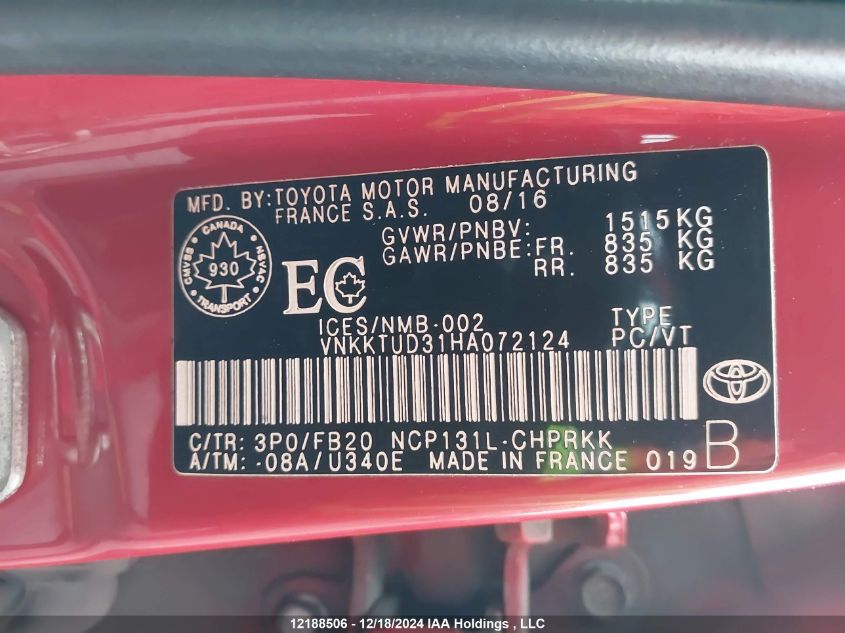 MFD. BY:TOYOTA MOTOR MANUFACTURING
FRANCE S.A.S. 08/16
GVWR/PNBV: 1515KG
GAWR/PNBE:FR. 835 KG
RR. 835 KG
CANADA
CMVSS 930 NSVAC
TRANSPORT
EC
ICES/NMB-002 TYPE
VNKKTUD31HA072124 PC/VT
C/TR: 3P0/FB20 NCP131L-CHPRKK
A/TM: -08A/U340E MADE IN FRANCE 019 B
12188506 - 12/18/2024 IAA Holdings , LLC